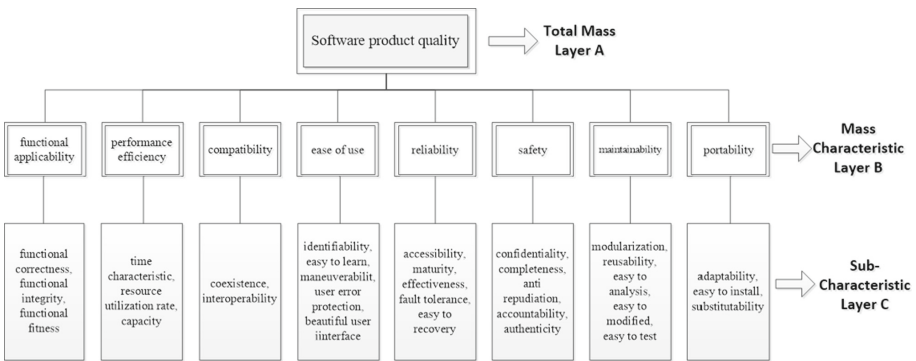 Software product quality
Total Mass
Layer A
functional
applicability
performance
efficiency
compatibility
ease of use
reliability
safety
maintainability
portability
Mass
Characteristic
Layer B
functional
correctness,
functional
integrity,
functional
fitness
time
characteristic,
resource
utilization rate,
capacity
coexistence,
interoperability
identifiability,
easy to learn,
maneuverabilit,
user error
protection,
beautiful user
iinterface
accessibility,
maturity,
effectiveness,
fault tolerance,
easy to
recovery
confidentiality,
completeness,
anti
repudiation,
accountability,
authenticity
modularization,
reusability,
easy to
analysis,
easy to
modified,
easy to test
adaptability,
easy to install,
substitutability
Sub-
Characteristic
Layer C